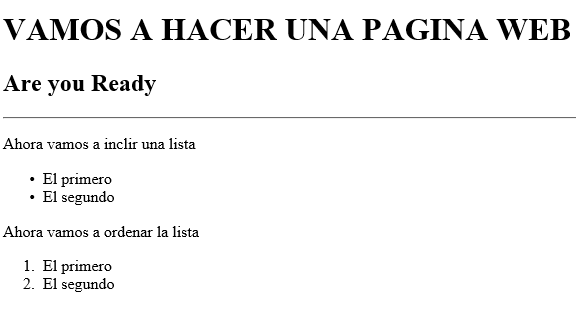 VAMOS A HACER UNA PAGINA WEB
Are you Ready
Ahora vamos a inclir una lista
• El primero
• El segundo
Ahora vamos a ordenar la lista
1. El primero
2. El segundo